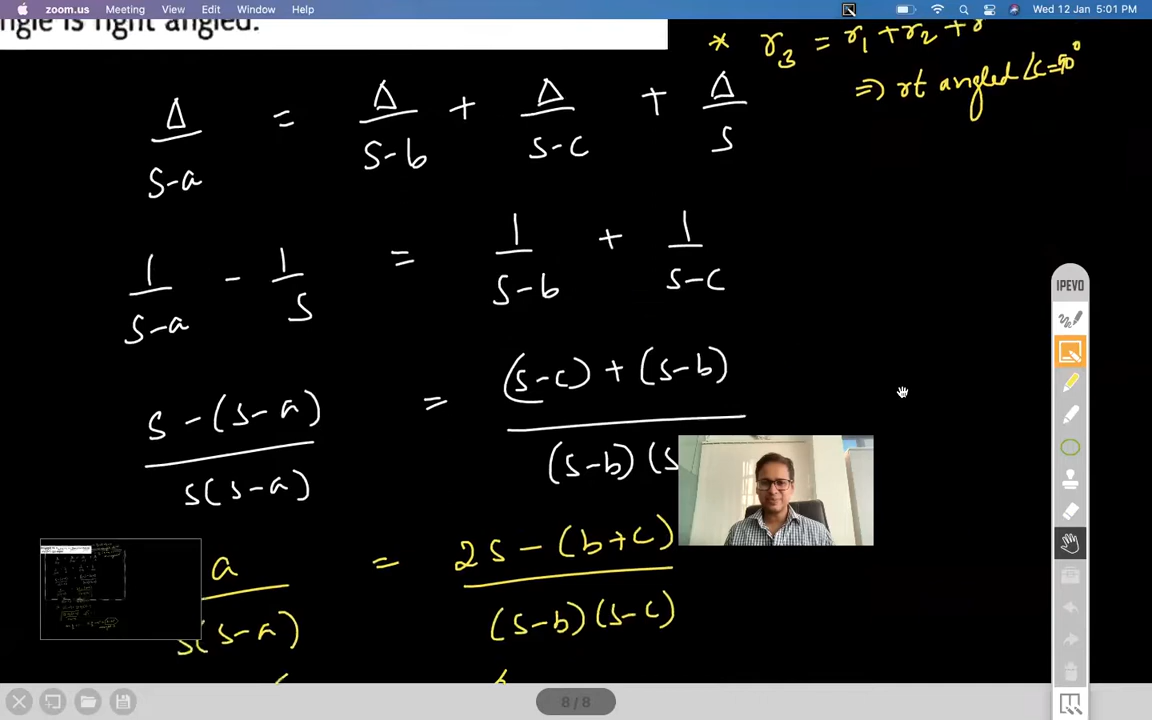 zoom.us Meeting View Edit Window Help Wed 12 Jan 5:01 PM
ngle is right angled.
* r₃ = r₁ + r₂ + r
⇒ rt angled ∠C = 90°
Δ/(s-a) = Δ/(s-b) + Δ/(s-c) + Δ/s
1/(s-a) - 1/s = 1/(s-b) + 1/(s-c)
(s-(s-a))/(s(s-a)) = ((s-c)+(s-b))/((s-b)(s
a/(s(s-a)) = (2s-(b+c))/((s-b)(s-c))
IPEVO
8 / 8